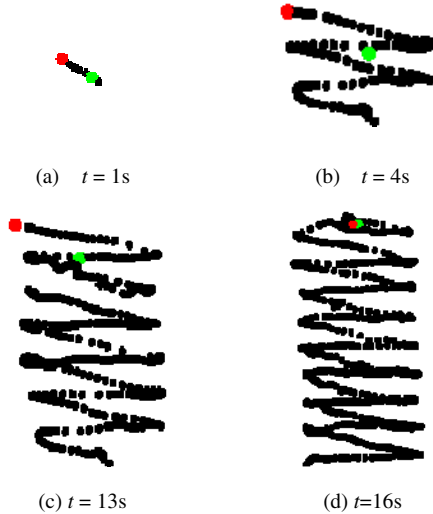 (a) t = 1s
(b) t = 4s
(c) t = 13s
(d) t=16s